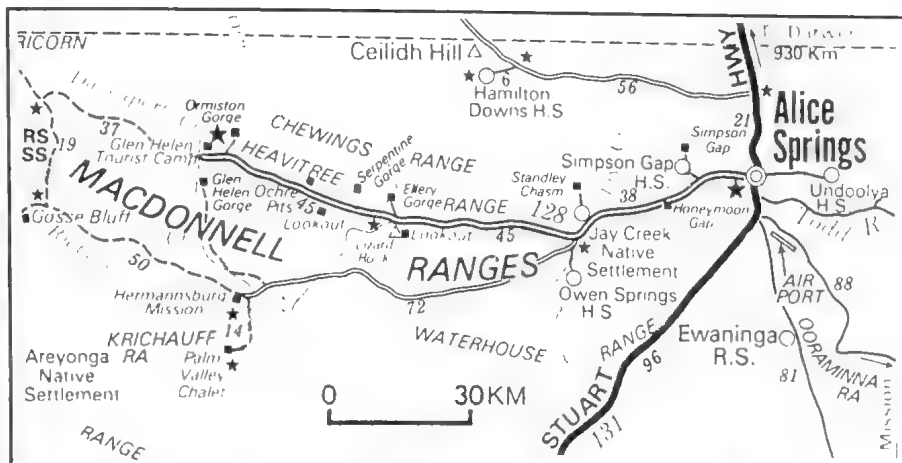 RICORN
Ceilidh Hill
6
Hamilton
Downs H.S
56
HWY
930 Km
21
Alice
Springs
Ormiston
Gorge
37
RS
SS
19
Glen Helen
Tourist Camp
CHEWINGS
RANGE
HEAVITREE
RANGE
Serpentine
Gorge
Simpson
Gap
Simpson Gap
H.S.
Undoolya
H.S
Todd R
MACDONNELL
RANGES
Glen
Helen
Gorge
Ochre
Pits
45
Lookout
Ellery
Gorge
Lookout
45
Standley
Chasm
128
38
Honeymoon
Gap
Gosse Bluff
50
Jay Creek
Native
Settlement
Owen Springs
H S
AIR
PORT
88
Hermannsburg
Mission
14
72
KRICHAUFF
RA
Areyonga
Native
Settlement
Palm
Valley
Chalet
WATERHOUSE
RANGE
Ewaninga
R.S.
OORAMINNA
RA
81
96
STUART
131
0
30KM
RANGE
Mission